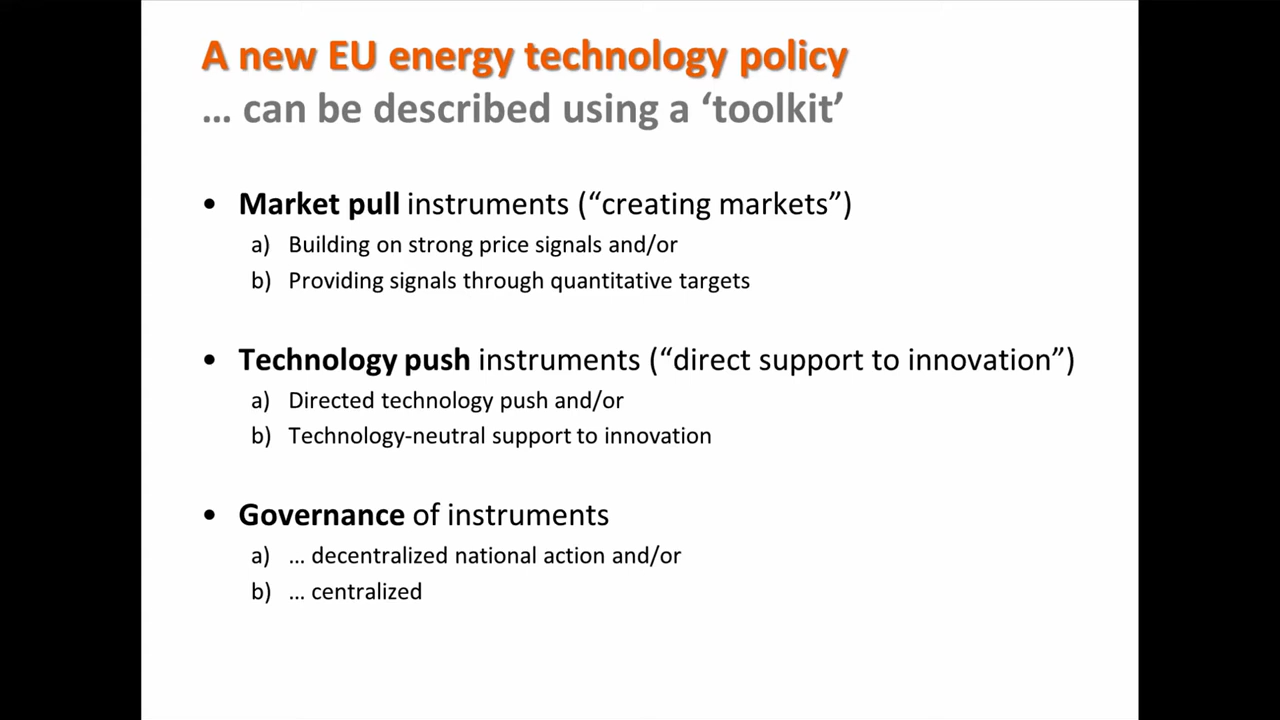 A new EU energy technology policy
… can be described using a ‘toolkit’
• Market pull instruments (“creating markets”)
a) Building on strong price signals and/or
b) Providing signals through quantitative targets
• Technology push instruments (“direct support to innovation”)
a) Directed technology push and/or
b) Technology-neutral support to innovation
• Governance of instruments
a) … decentralized national action and/or
b) … centralized